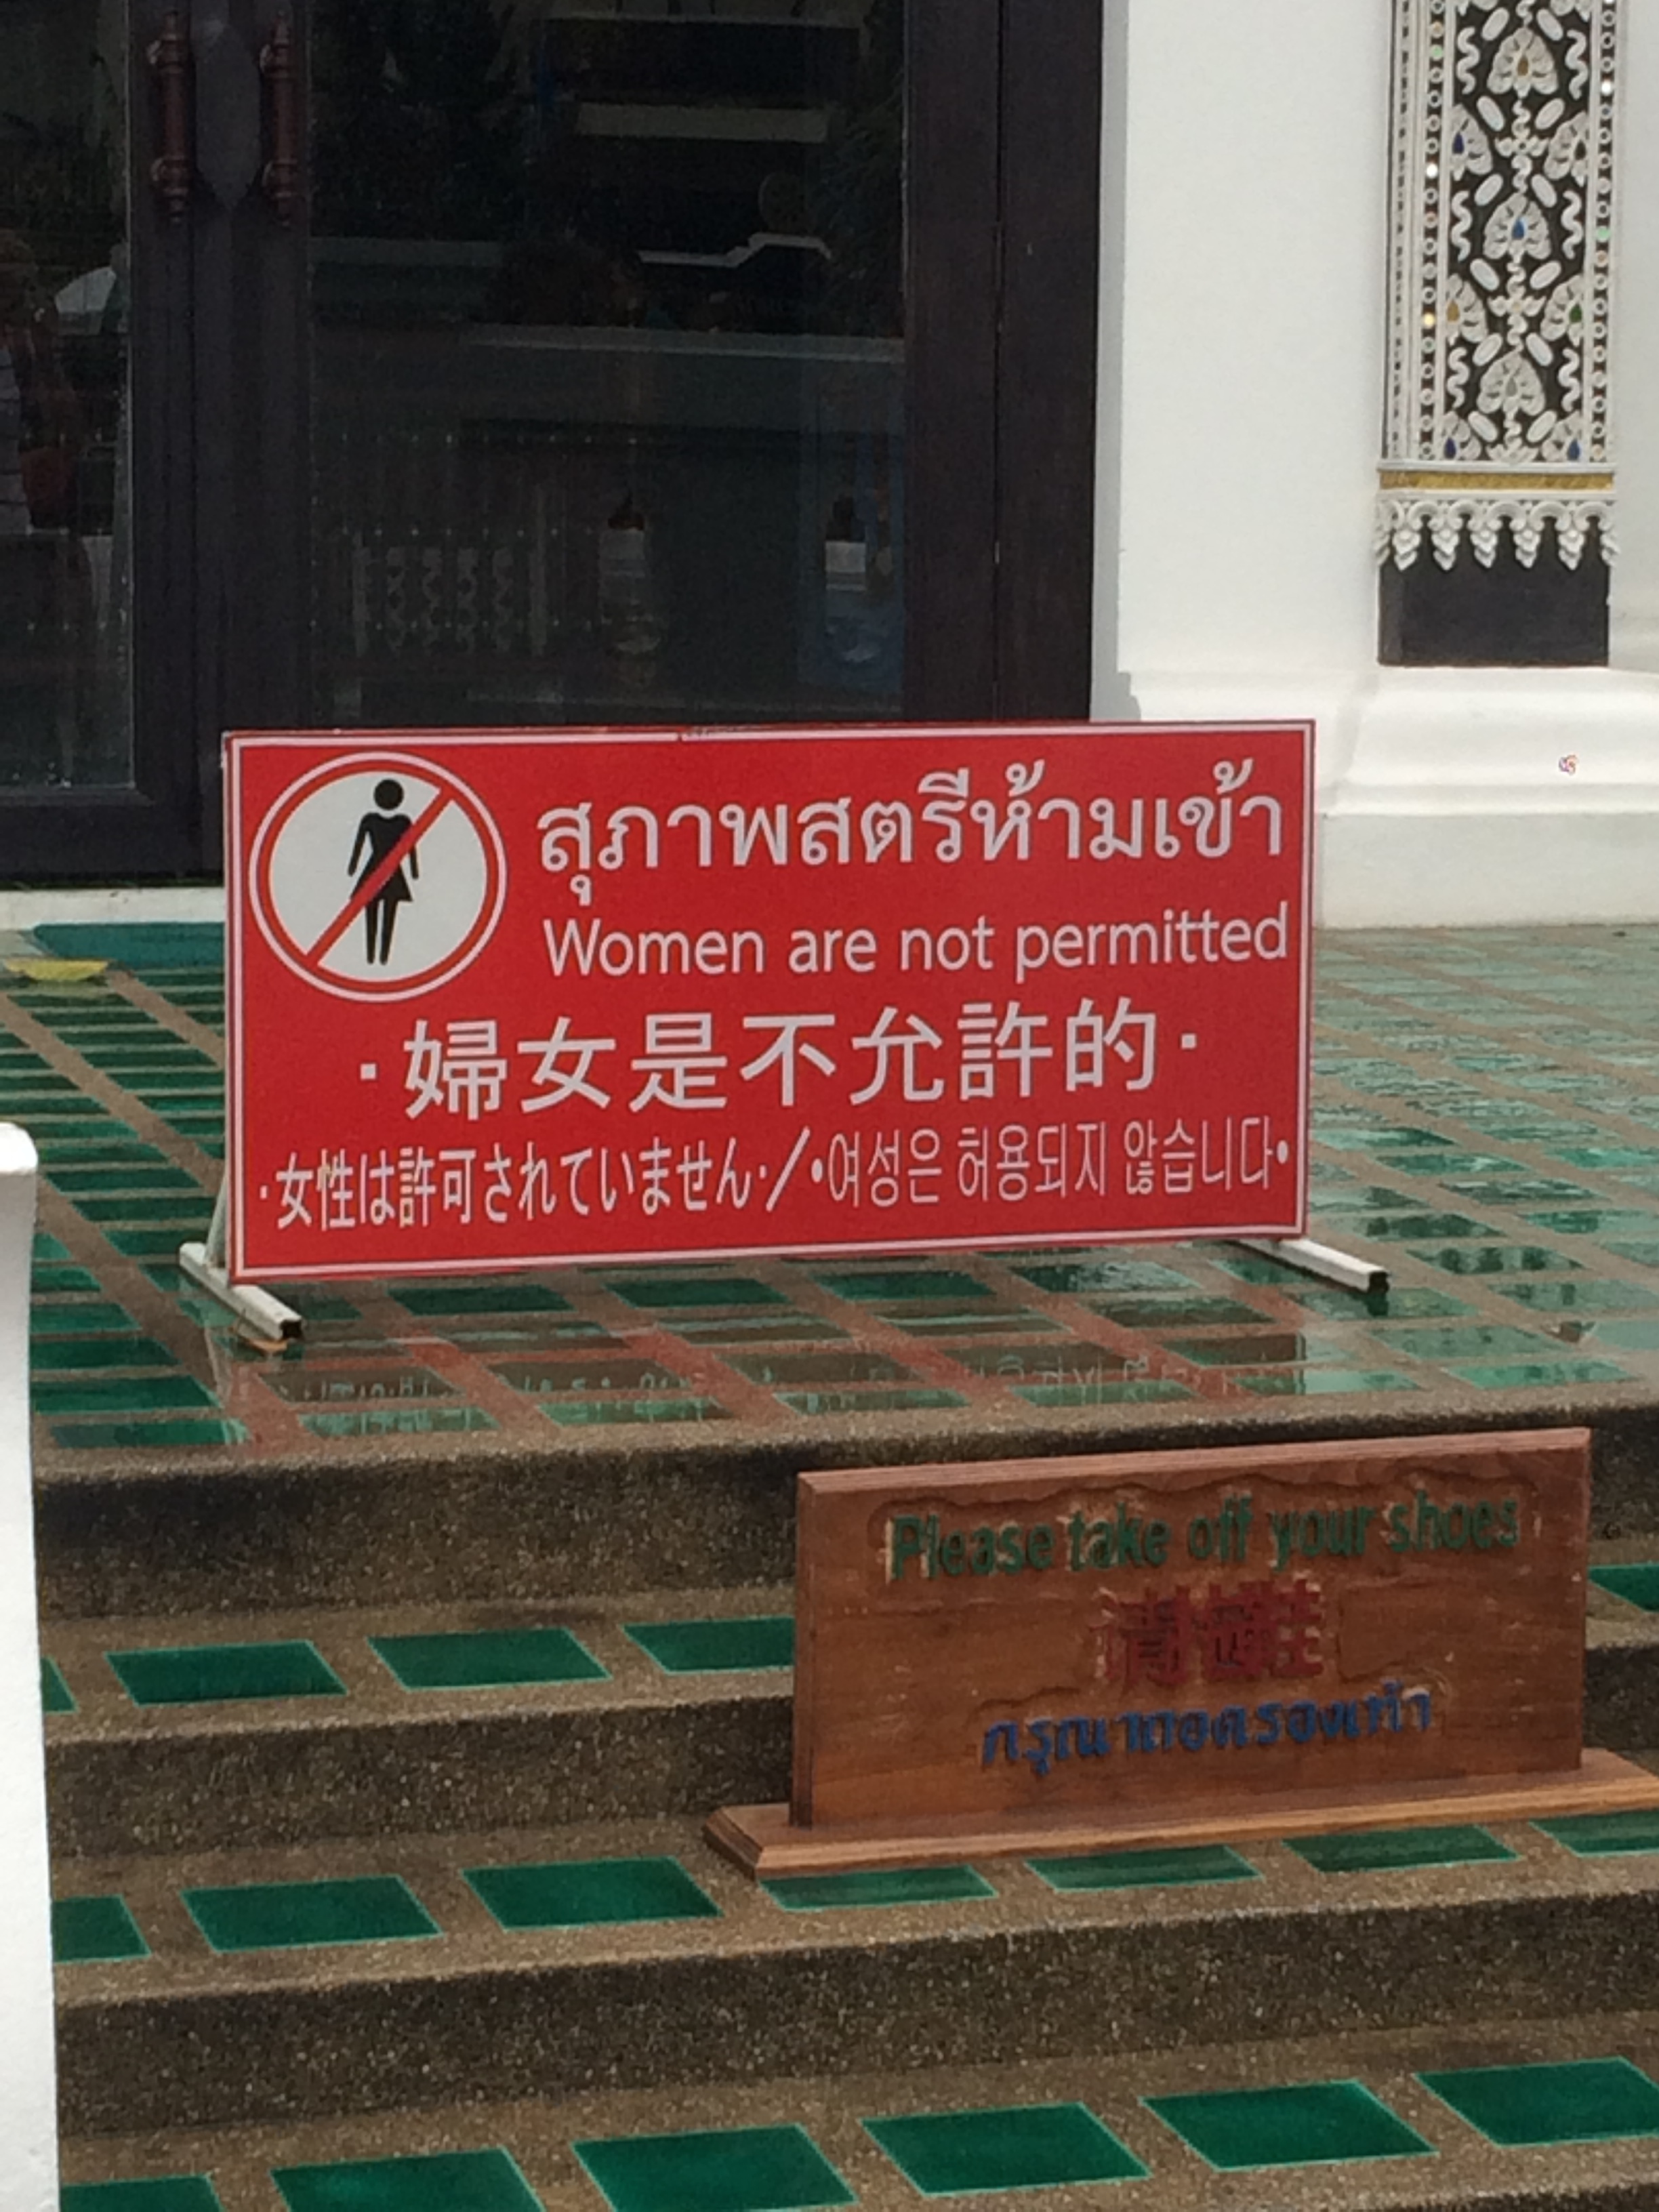 สุภาพสตรีห้ามเข้า
Women are not permitted
·婦女是不允許的·
·女性は許可されていません·/•여성은 허용되지 않습니다•
Please take off your shoes
請脫鞋
กรุณาถอดรองเท้า